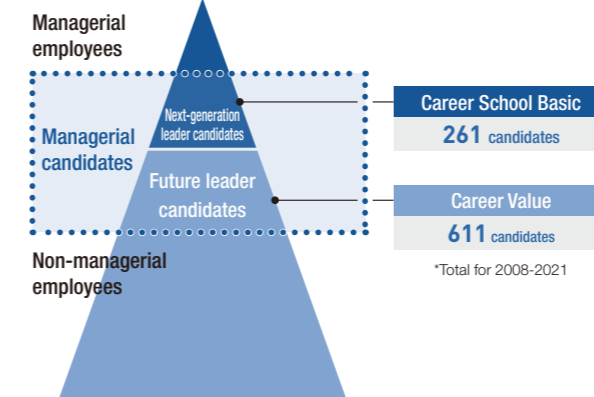 Managerial
employees
Next-generation
leader candidates
Career School Basic
261 candidates
Managerial
candidates
Future leader
candidates
Career Value
611 candidates
*Total for 2008-2021
Non-managerial
employees